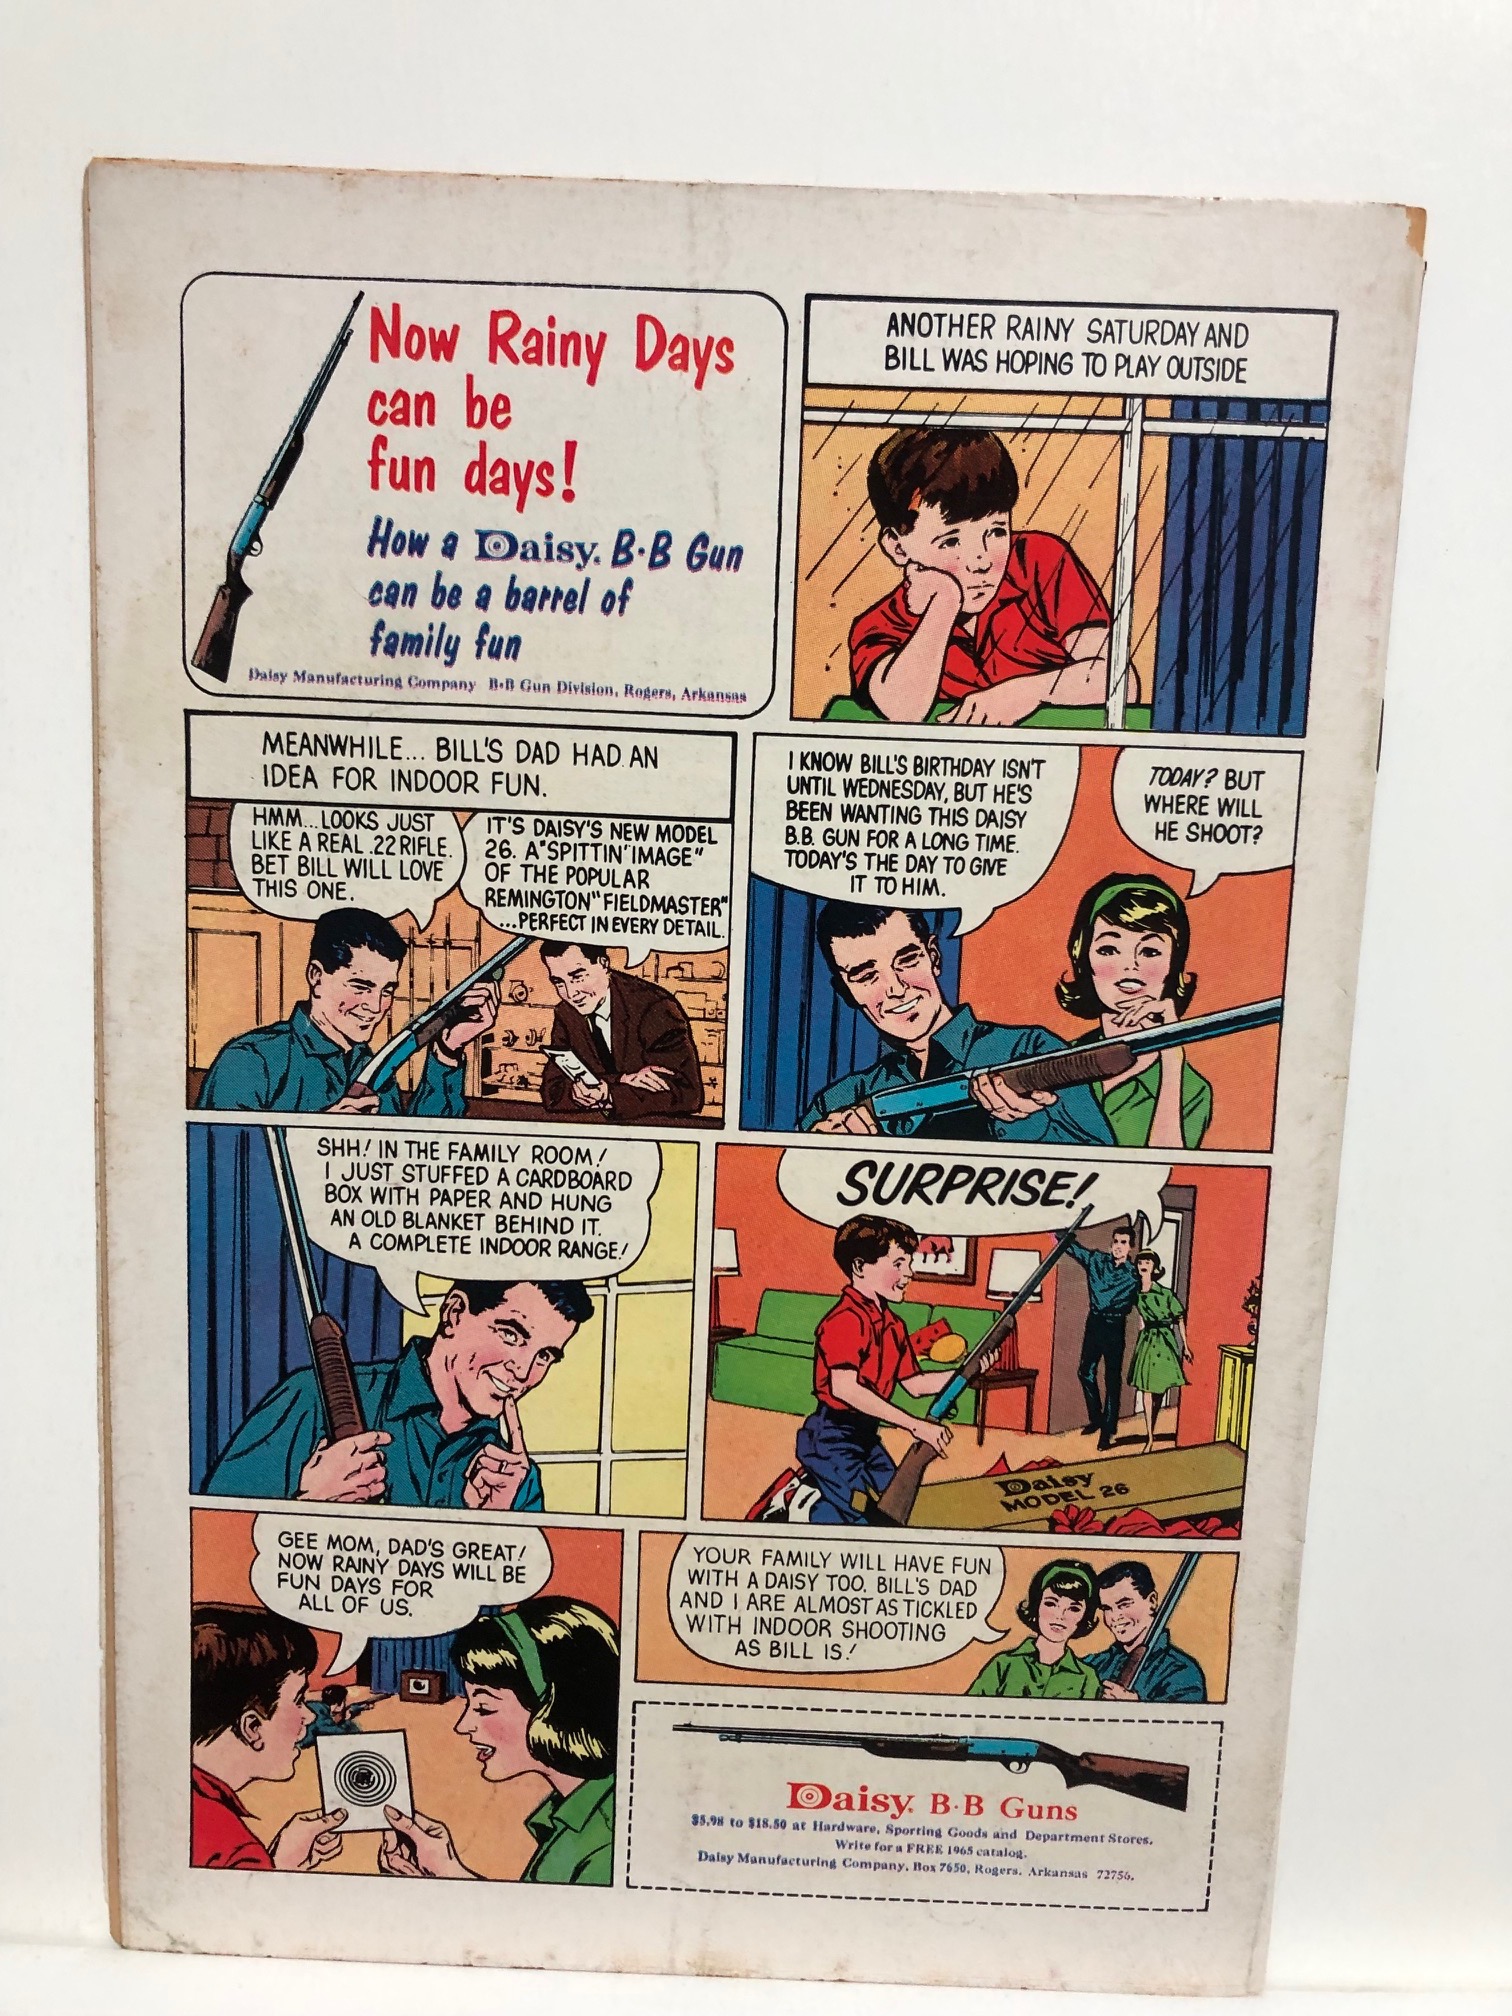 Now Rainy Days
can be
fun days!
How a Daisy. B·B Gun
can be a barrel of
family fun
Daisy Manufacturing Company B·B Gun Division, Rogers, Arkansas
ANOTHER RAINY SATURDAY AND
BILL WAS HOPING TO PLAY OUTSIDE
MEANWHILE... BILL'S DAD HAD AN
IDEA FOR INDOOR FUN.
HMM...LOOKS JUST
LIKE A REAL .22 RIFLE.
BET BILL WILL LOVE
THIS ONE.
IT'S DAISY'S NEW MODEL
26. A "SPITTIN' IMAGE"
OF THE POPULAR
REMINGTON "FIELDMASTER"
...PERFECT IN EVERY DETAIL.
I KNOW BILL'S BIRTHDAY ISN'T
UNTIL WEDNESDAY, BUT HE'S
BEEN WANTING THIS DAISY
B.B. GUN FOR A LONG TIME.
TODAY'S THE DAY TO GIVE
IT TO HIM.
TODAY? BUT
WHERE WILL
HE SHOOT?
SHH! IN THE FAMILY ROOM!
I JUST STUFFED A CARDBOARD
BOX WITH PAPER AND HUNG
AN OLD BLANKET BEHIND IT.
A COMPLETE INDOOR RANGE!
SURPRISE!
Daisy
MODEL 26
GEE MOM, DAD'S GREAT!
NOW RAINY DAYS WILL BE
FUN DAYS FOR
ALL OF US.
YOUR FAMILY WILL HAVE FUN
WITH A DAISY TOO. BILL'S DAD
AND I ARE ALMOST AS TICKLED
WITH INDOOR SHOOTING
AS BILL IS!
Daisy. B·B Guns
$5.98 to $18.50 at Hardware, Sporting Goods and Department Stores.
Write for a FREE 1965 catalog.
Daisy Manufacturing Company, Box 7650, Rogers, Arkansas 72756.